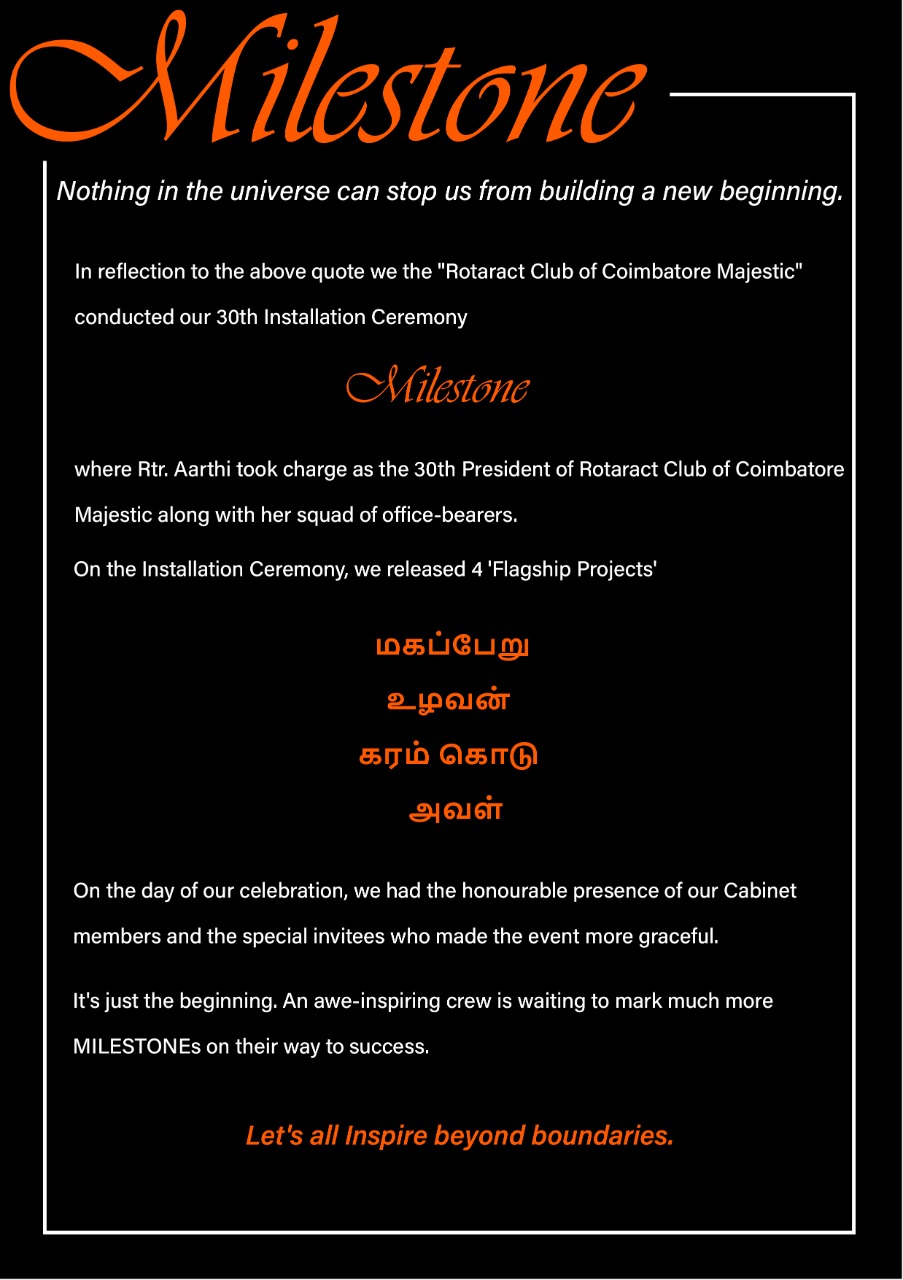 Milestone
Nothing in the universe can stop us from building a new beginning.
In reflection to the above quote we the "Rotaract Club of Coimbatore Majestic"
conducted our 30th Installation Ceremony
Milestone
where Rtr. Aarthi took charge as the 30th President of Rotaract Club of Coimbatore
Majestic along with her squad of office-bearers.
On the Installation Ceremony, we released 4 'Flagship Projects'
மகப்பேறு
உழவன்
கரம் கொடு
அவள்
On the day of our celebration, we had the honourable presence of our Cabinet
members and the special invitees who made the event more graceful.
It's just the beginning. An awe-inspiring crew is waiting to mark much more
MILESTONEs on their way to success.
Let's all Inspire beyond boundaries.